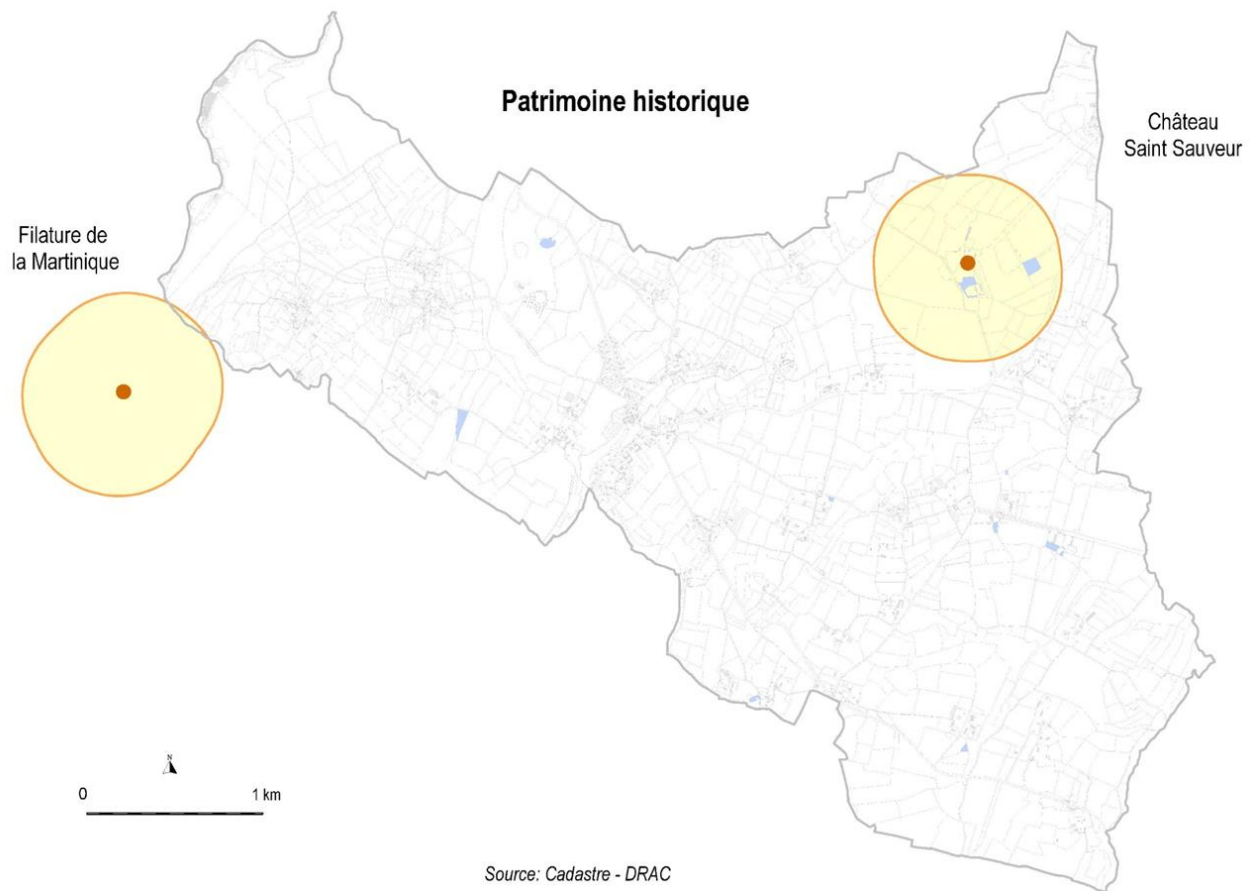 Patrimoine historique
Château
Saint Sauveur
Filature de
la Martinique
N
0 1 km
Source: Cadastre - DRAC